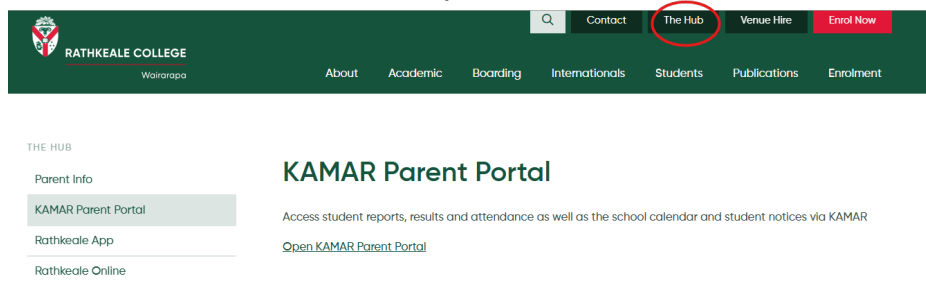 Contact The Hub Venue Hire Enrol Now
RATHKEALE COLLEGE
Wairarapa
About Academic Boarding Internationals Students Publications Enrolment
THE HUB
Parent Info
KAMAR Parent Portal
Rathkeale App
Rathkeale Online
KAMAR Parent Portal
Access student reports, results and attendance as well as the school calendar and student notices via KAMAR
Open KAMAR Parent Portal